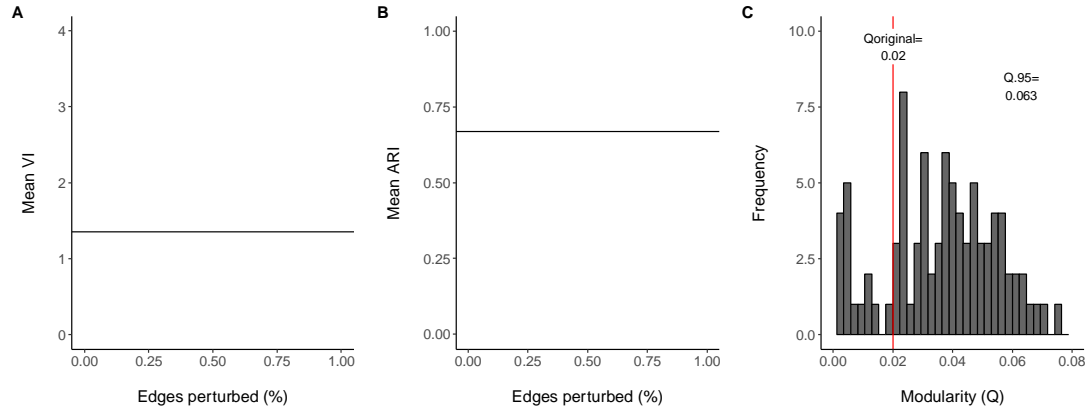 A
4
3
2
1
0
Mean VI
0.00 0.25 0.50 0.75 1.00
Edges perturbed (%)
B
1.00
0.75
0.50
0.25
0.00
Mean ARI
0.00 0.25 0.50 0.75 1.00
Edges perturbed (%)
C
10.0
7.5
5.0
2.5
0.0
Frequency
Qoriginal=
0.02
Q.95=
0.063
0.00 0.02 0.04 0.06 0.08
Modularity (Q)